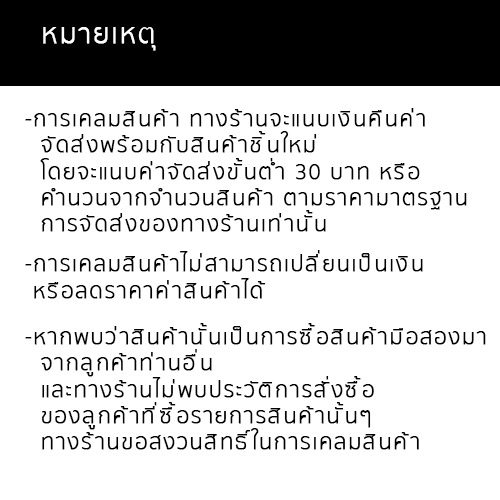 หมายเหตุ
-การเคลมสินค้า ทางร้านจะแนบเงินคืนค่า
จัดส่งพร้อมกับสินค้าชิ้นใหม่
โดยจะแนบค่าจัดส่งขั้นต่ำ 30 บาท หรือ
คำนวนจากจำนวนสินค้า ตามราคามาตรฐาน
การจัดส่งของทางร้านเท่านั้น
-การเคลมสินค้าไม่สามารถเปลี่ยนเป็นเงิน
หรือลดราคาค่าสินค้าได้
-หากพบว่าสินค้านั้นเป็นการซื้อสินค้ามือสองมา
จากลูกค้าท่านอื่น
และทางร้านไม่พบประวัติการสั่งซื้อ
ของลูกค้าที่ซื้อรายการสินค้านั้นๆ
ทางร้านขอสงวนสิทธิ์ในการเคลมสินค้า